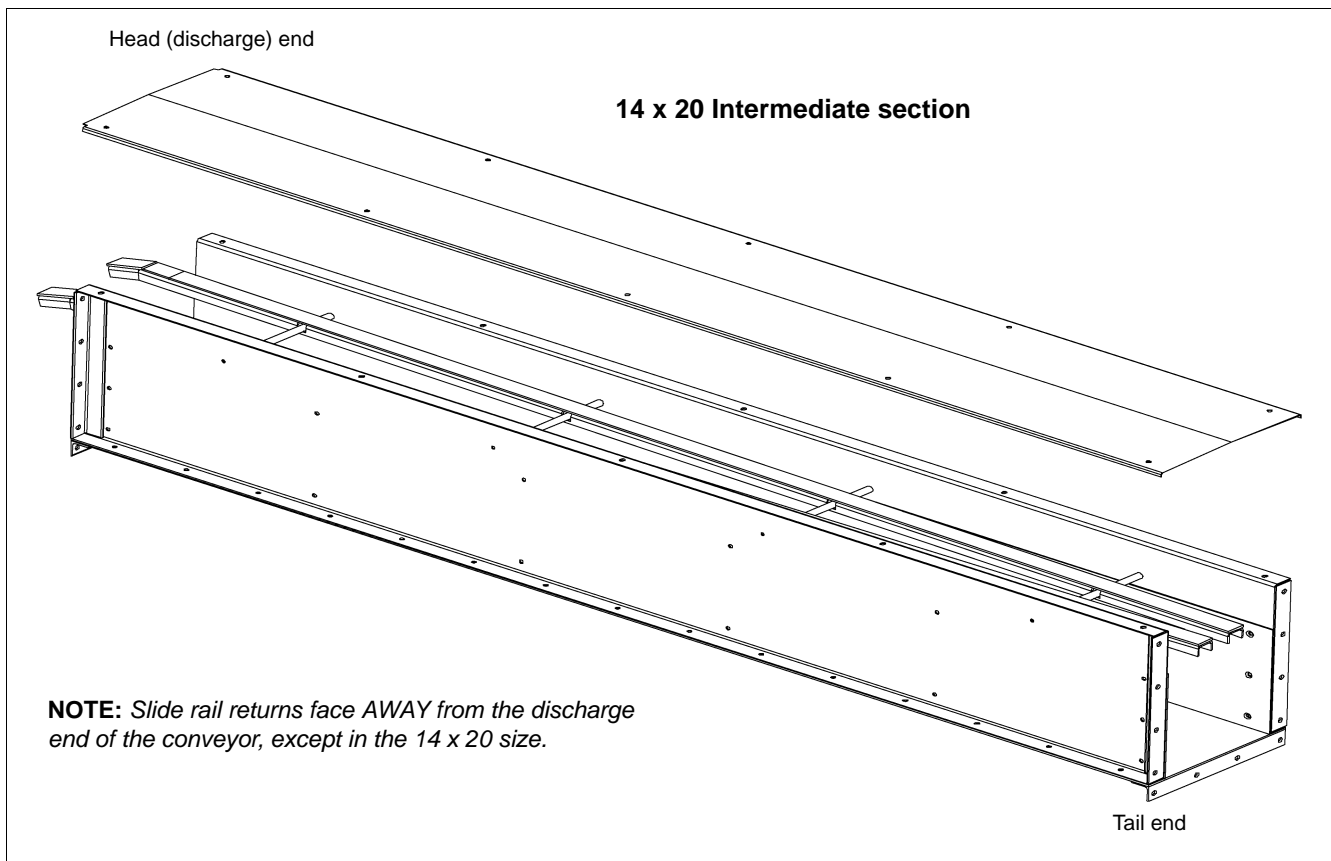 Head (discharge) end
14 x 20 Intermediate section
NOTE: Slide rail returns face AWAY from the discharge
end of the conveyor, except in the 14 x 20 size.
Tail end